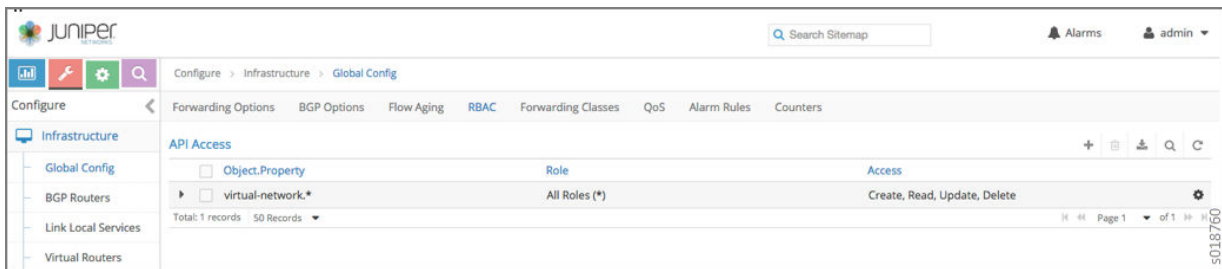 JUNIPER
NETWORKS
Search Sitemap
Alarms
admin
Configure > Infrastructure > Global Config
Configure
Forwarding Options BGP Options Flow Aging RBAC Forwarding Classes QoS Alarm Rules Counters
Infrastructure
Global Config
BGP Routers
Link Local Services
Virtual Routers
API Access
Object.Property Role Access
virtual-network.* All Roles (*) Create, Read, Update, Delete
Total: 1 records 50 Records Page 1 of 1
s018760